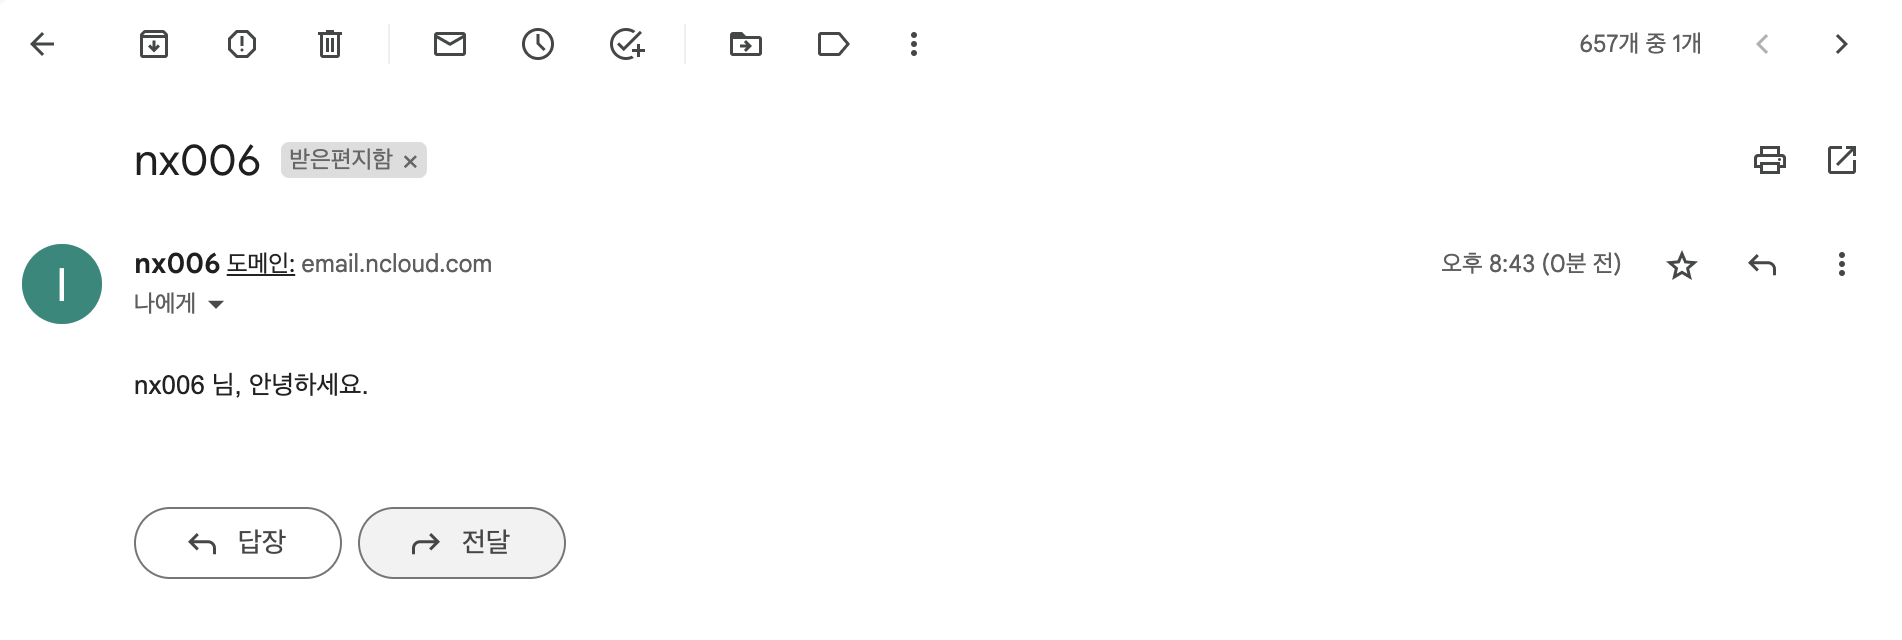 657개 중 1개
nx006 받은편지함 ×
I
nx006 도메인: email.ncloud.com
오후 8:43 (0분 전)
나에게
nx006 님, 안녕하세요.
답장
전달